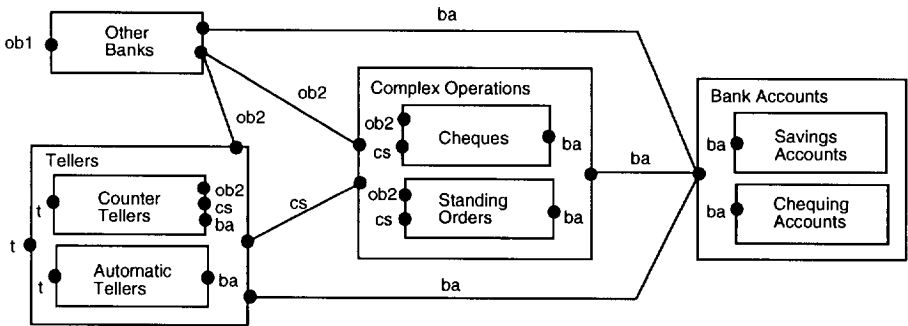 ob1
Other
Banks
ba
ob2
ob2
Complex Operations
ob2
cs
Cheques
ba
ob2
cs
Standing
Orders
ba
ba
Bank Accounts
ba
Savings
Accounts
ba
Chequing
Accounts
Tellers
t
Counter
Tellers
ob2
cs
ba
t
t
Automatic
Tellers
ba
cs
ba